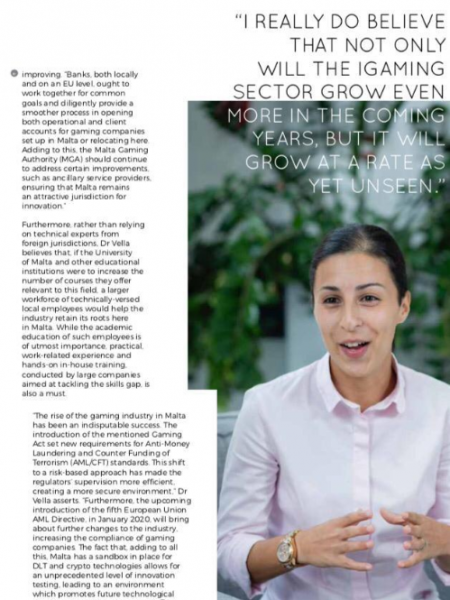 “I REALLY DO BELIEVE
THAT NOT ONLY
WILL THE IGAMING
SECTOR GROW EVEN
MORE IN THE COMING
YEARS, BUT IT WILL
GROW AT A RATE AS
YET UNSEEN.”
improving. “Banks, both locally
and on an EU level, ought to
work together for common
goals and diligently provide a
smoother process in opening
both operational and client
accounts for gaming companies
set up in Malta or relocating here.
Adding to this, the Malta Gaming
Authority (MGA) should continue
to address certain improvements,
such as ancillary service providers,
ensuring that Malta remains
an attractive jurisdiction for
innovation.”
Furthermore, rather than relying
on technical experts from
foreign jurisdictions, Dr Vella
believes that, if the University
of Malta and other educational
institutions were to increase the
number of courses they offer
relevant to this field, a larger
workforce of technically-versed
local employees would help the
industry retain its roots here
in Malta. While the academic
education of such employees is
of utmost importance, practical,
work-related experience and
hands-on in-house training,
conducted by large companies
aimed at tackling the skills gap, is
also a must.
“The rise of the gaming industry in Malta
has been an indisputable success. The
introduction of the mentioned Gaming
Act set new requirements for Anti-Money
Laundering and Counter Funding of
Terrorism (AML/CFT) standards. This shift
to a risk-based approach has made the
regulators’ supervision more efficient,
creating a more secure environment,” Dr
Vella asserts. “Furthermore, the upcoming
introduction of the fifth European Union
AML Directive, in January 2020, will bring
about further changes to the industry,
increasing the compliance of gaming
companies. The fact that, adding to all
this, Malta has a sandbox in place for
DLT and crypto technologies allows for
an unprecedented level of innovation
testing, leading to an environment
which promotes future technological